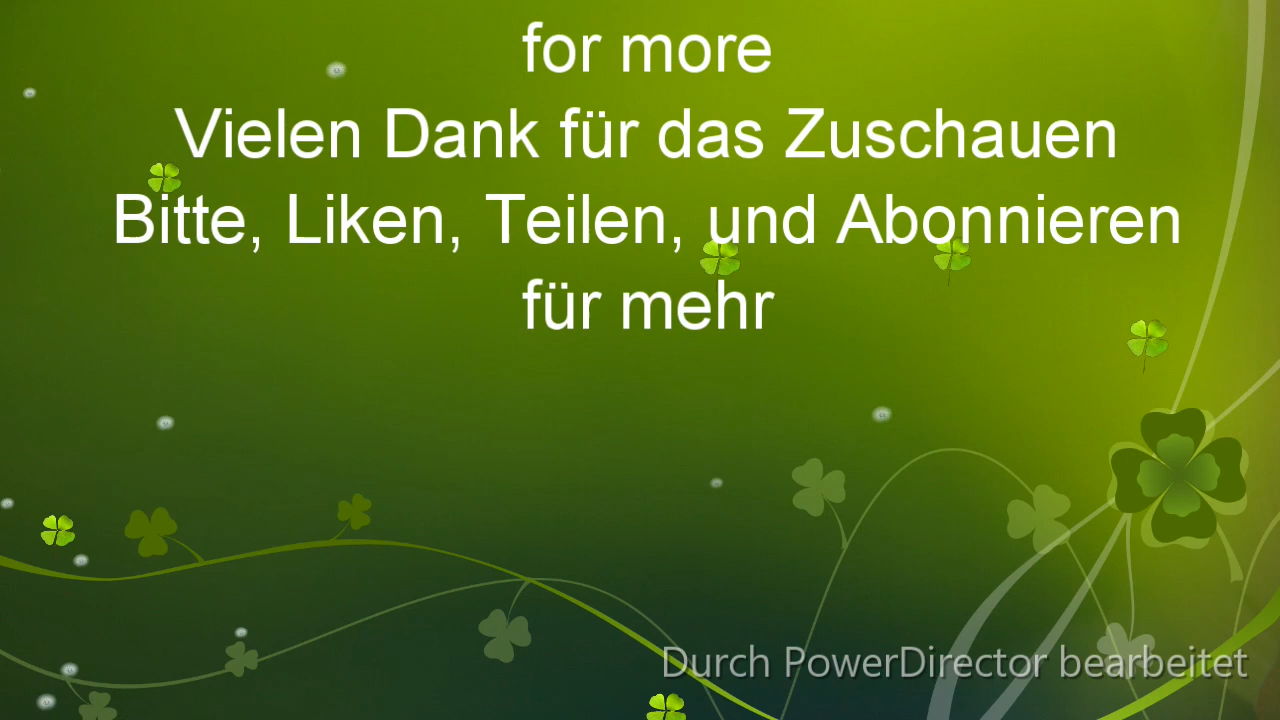 for more
Vielen Dank für das Zuschauen
Bitte, Liken, Teilen, und Abonnieren
für mehr
Durch PowerDirector bearbeitet